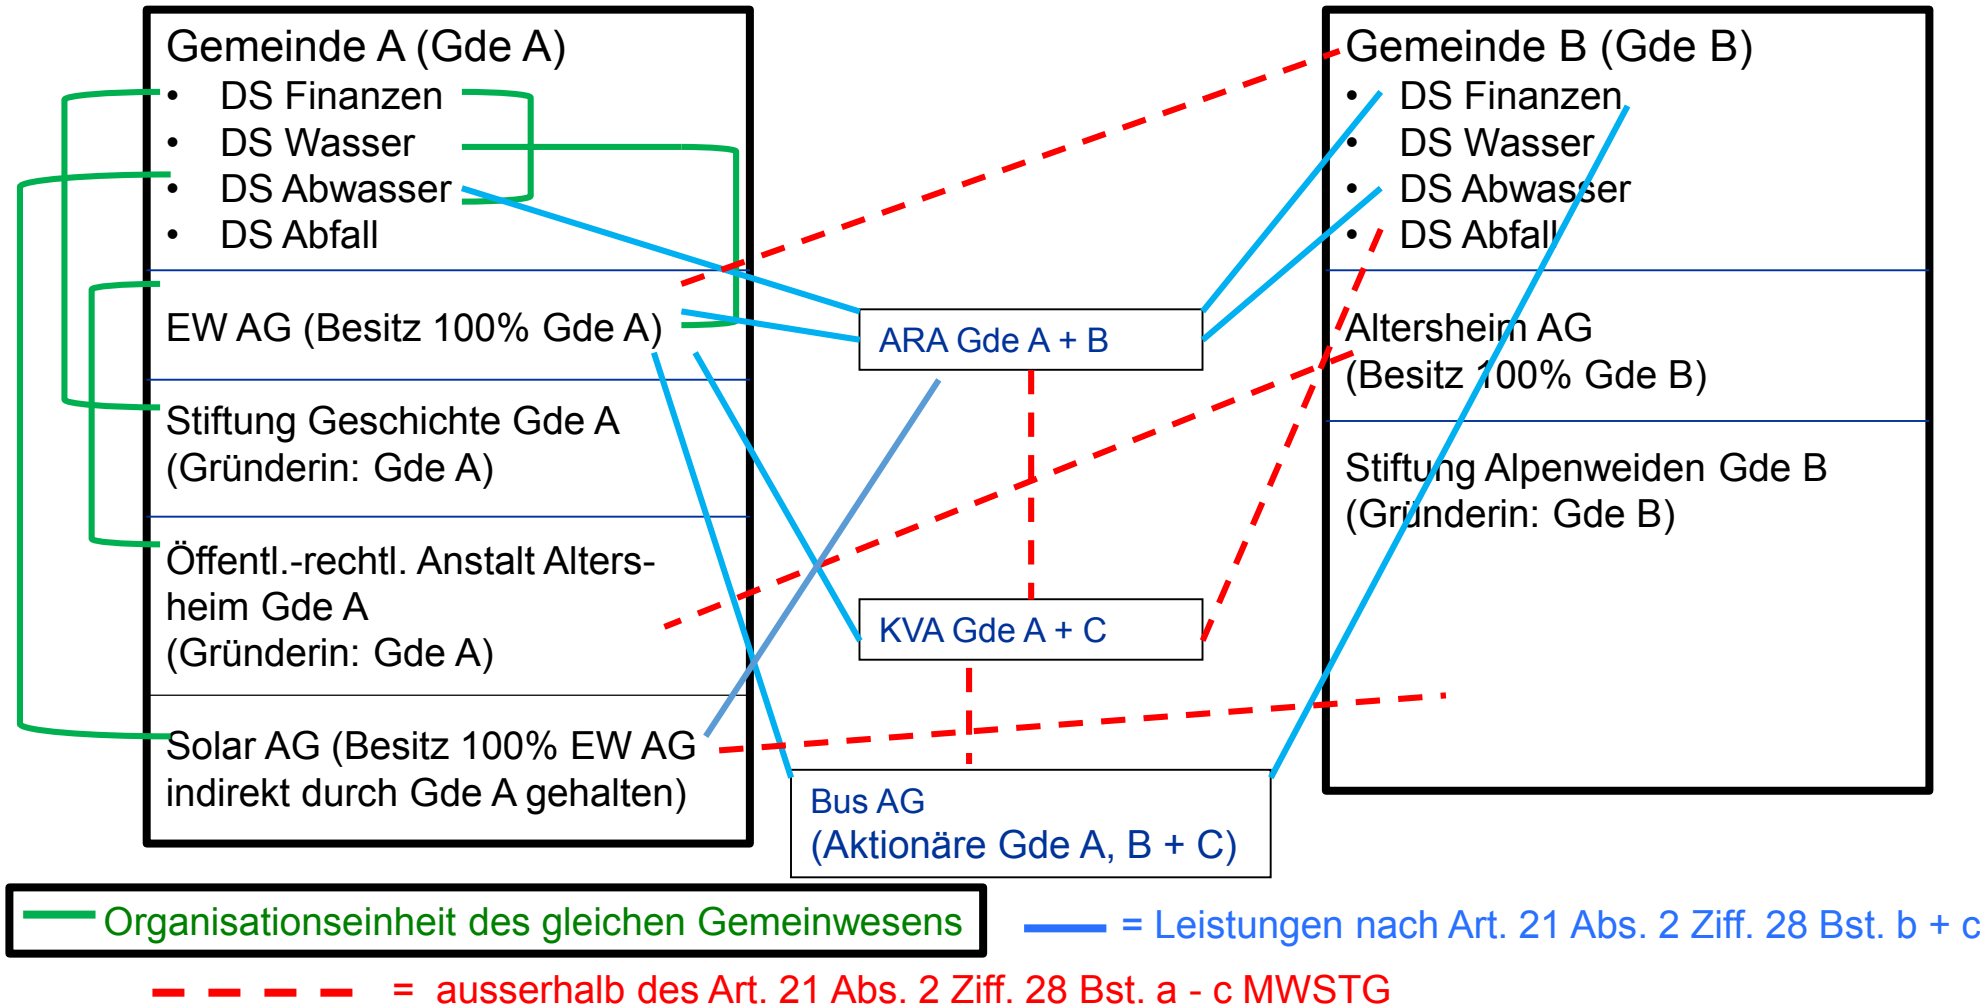 Gemeinde A (Gde A)
• DS Finanzen
• DS Wasser
• DS Abwasser
• DS Abfall
EW AG (Besitz 100% Gde A)
Stiftung Geschichte Gde A
(Gründerin: Gde A)
Öffentl.-rechtl. Anstalt Alters-
heim Gde A
(Gründerin: Gde A)
Solar AG (Besitz 100% EW AG
indirekt durch Gde A gehalten)
ARA Gde A + B
KVA Gde A + C
Bus AG
(Aktionäre Gde A, B + C)
Gemeinde B (Gde B)
• DS Finanzen
• DS Wasser
• DS Abwasser
• DS Abfall
Altersheim AG
(Besitz 100% Gde B)
Stiftung Alpenweiden Gde B
(Gründerin: Gde B)
Organisationseinheit des gleichen Gemeinwesens
= Leistungen nach Art. 21 Abs. 2 Ziff. 28 Bst. b + c
= ausserhalb des Art. 21 Abs. 2 Ziff. 28 Bst. a - c MWSTG